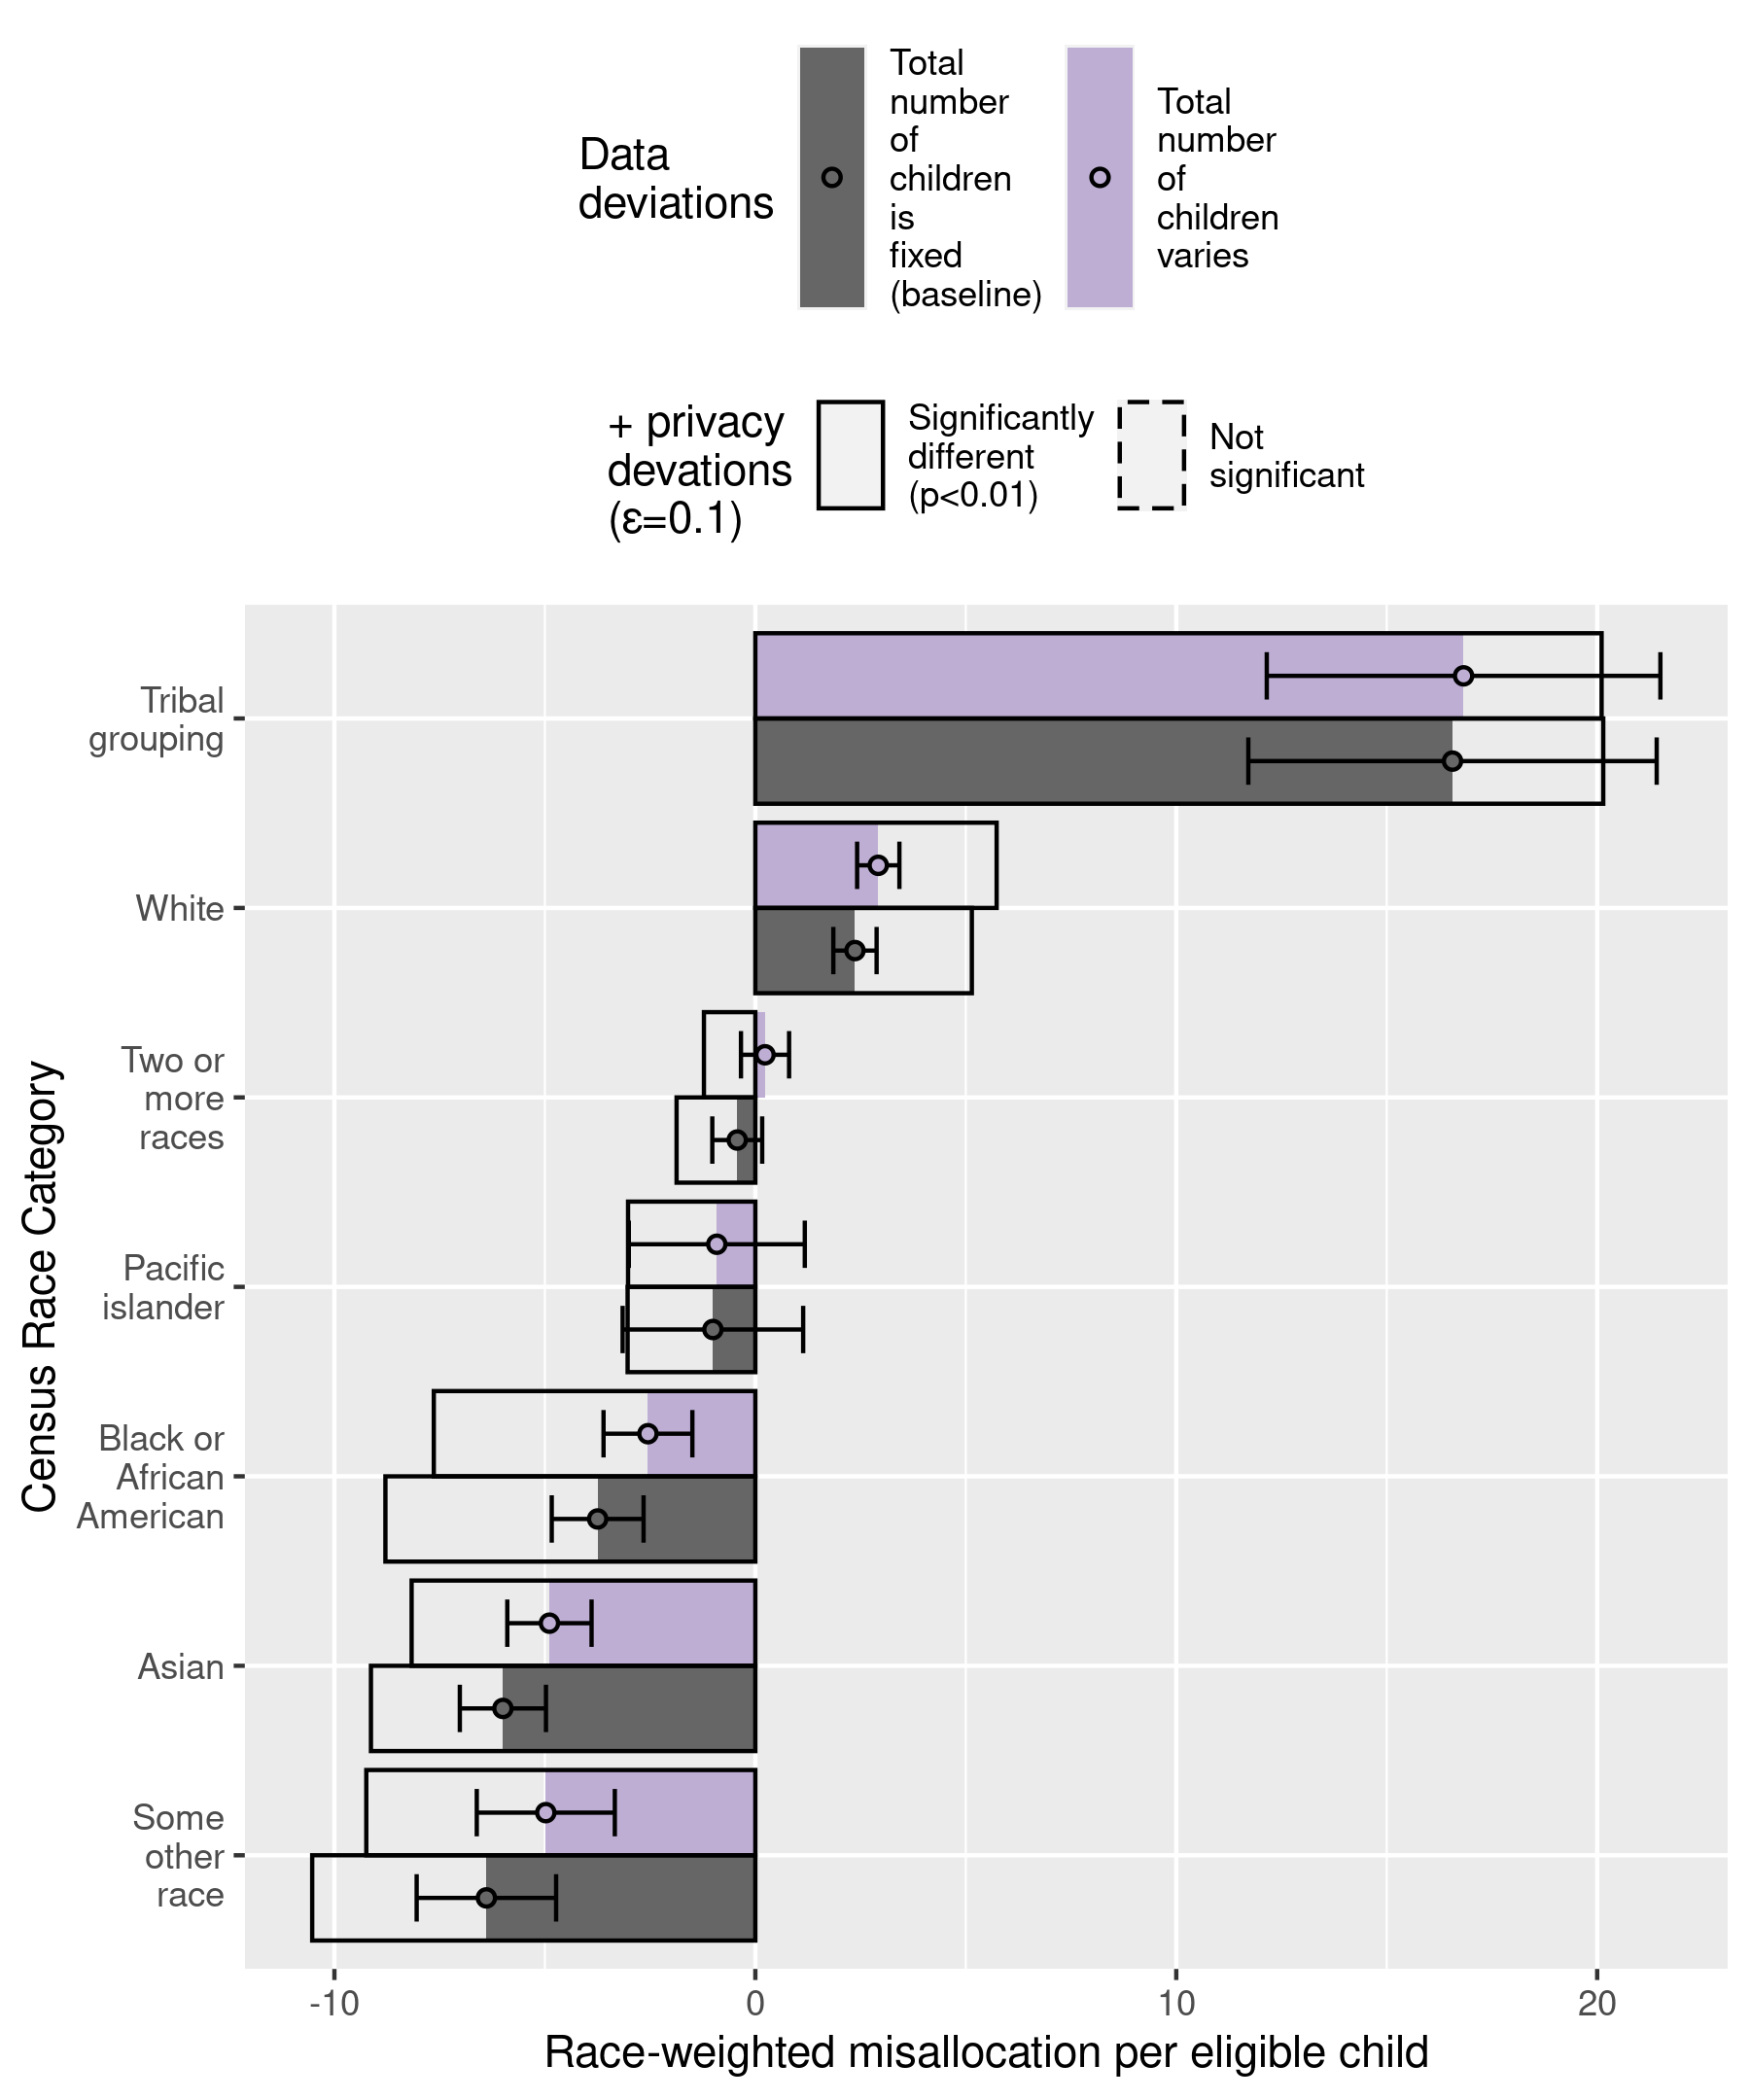 Data
deviations
Total
number
of
children
is
fixed
(baseline)
Total
number
of
children
varies
+ privacy
devations
(ε=0.1)
Significantly
different
(p<0.01)
Not
significant
Census Race Category
Tribal
grouping
White
Two or
more
races
Pacific
islander
Black or
African
American
Asian
Some
other
race
-10
0
10
20
Race-weighted misallocation per eligible child